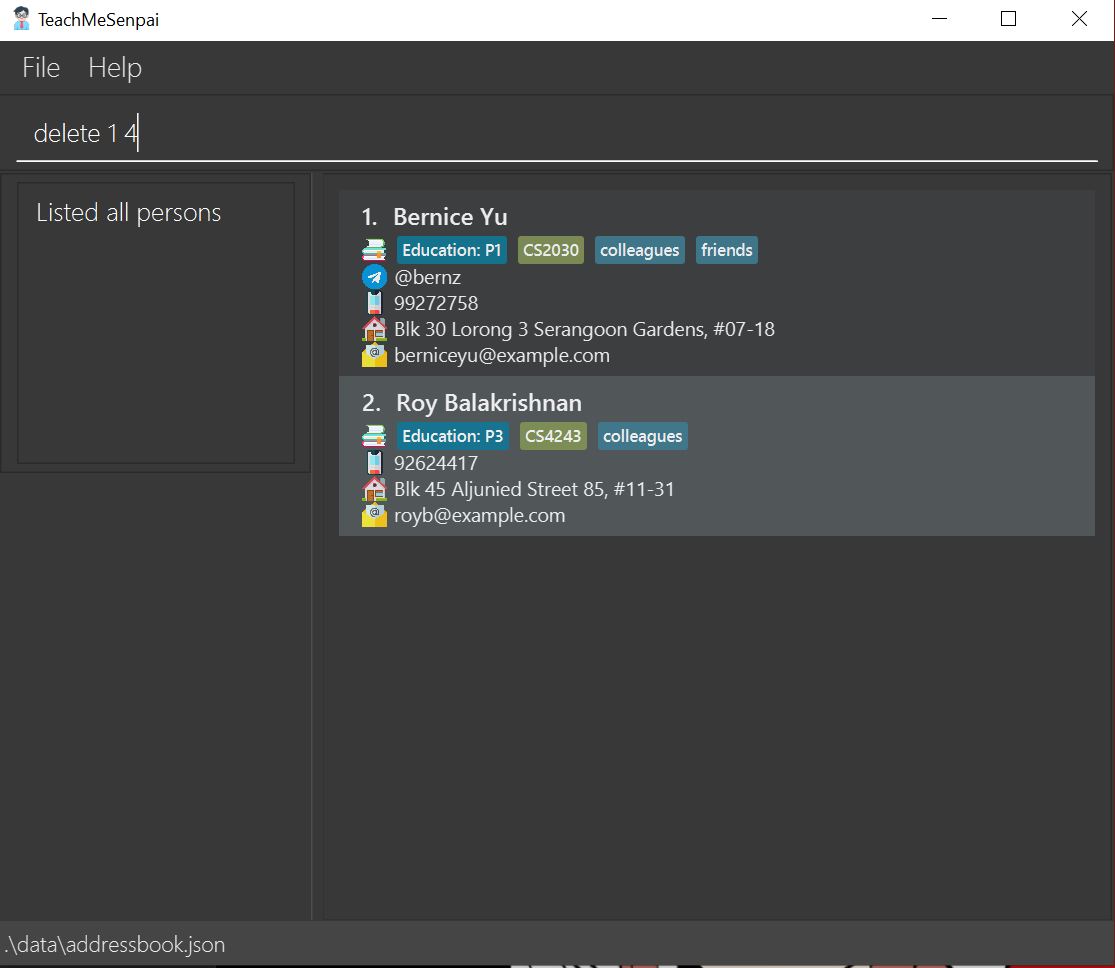 TeachMeSenpai
File Help
delete 1 4
Listed all persons
1. Bernice Yu
Education: P1 CS2030 colleagues friends
@bernz
99272758
Blk 30 Lorong 3 Serangoon Gardens, #07-18
berniceyu@example.com
2. Roy Balakrishnan
Education: P3 CS4243 colleagues
92624417
Blk 45 Aljunied Street 85, #11-31
royb@example.com
.\data\addressbook.json